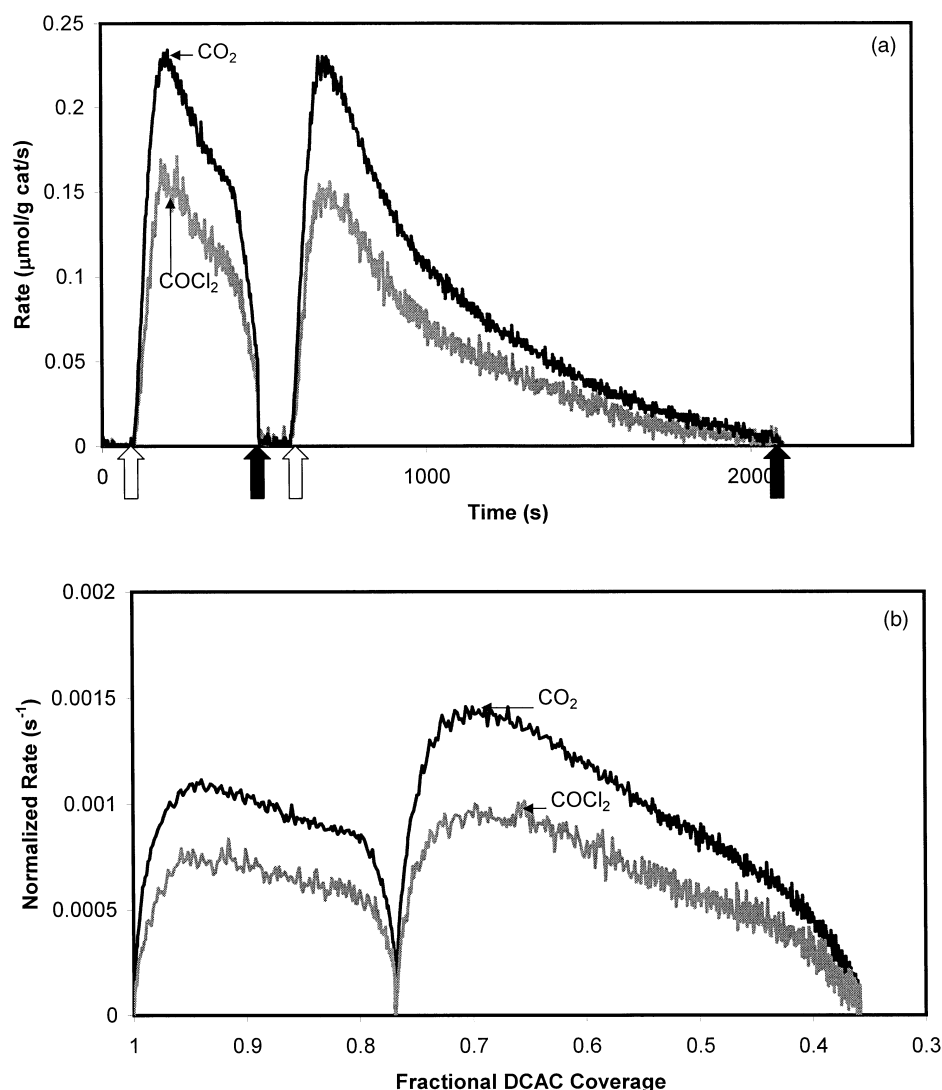 0.25
(a)
CO2
0.2
0.15
Rate (μmol/g cat/s)
0.1
COCl2
0.05
0
0
1000
2000
Time (s)
0.002
(b)
0.0015
CO2
Normalized Rate (s-1)
0.001
COCl2
0.0005
0
1
0.9
0.8
0.7
0.6
0.5
0.4
0.3
Fractional DCAC Coverage